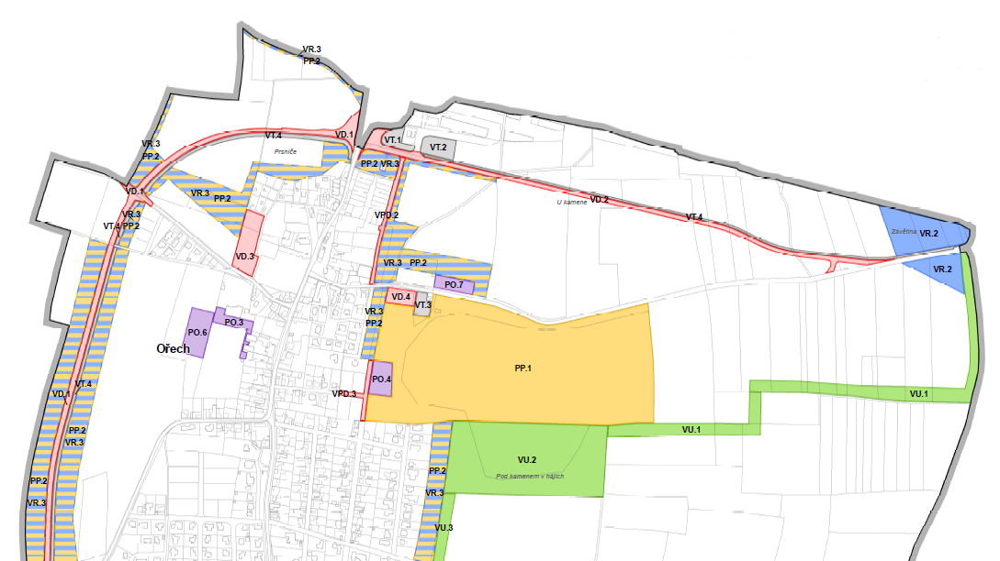 VR.3
PP.2
VT.4
VD.1
VT.1
VT.2
Prsniče
VR.3
PP.2
PP.2 VR.3
VD.1
VR.3 PP.2
U kamene
VD.2
VR.3
VT.4/PP.2
VPD.2
VT.4
Závětina
VR.2
VD.3
VR.3 PP.2
VR.2
PO.7
VD.4
VT.3
VR.3
PP.2
PO.3
PO.6
Ořech
PP.1
PO.4
VT.4
VD.1
VPD.3
VU.1
PP.2
VR.3
VU.1
VU.2
PP.2
Pod kamenem v hájích
PP.2
VR.3
VR.3
VU.3